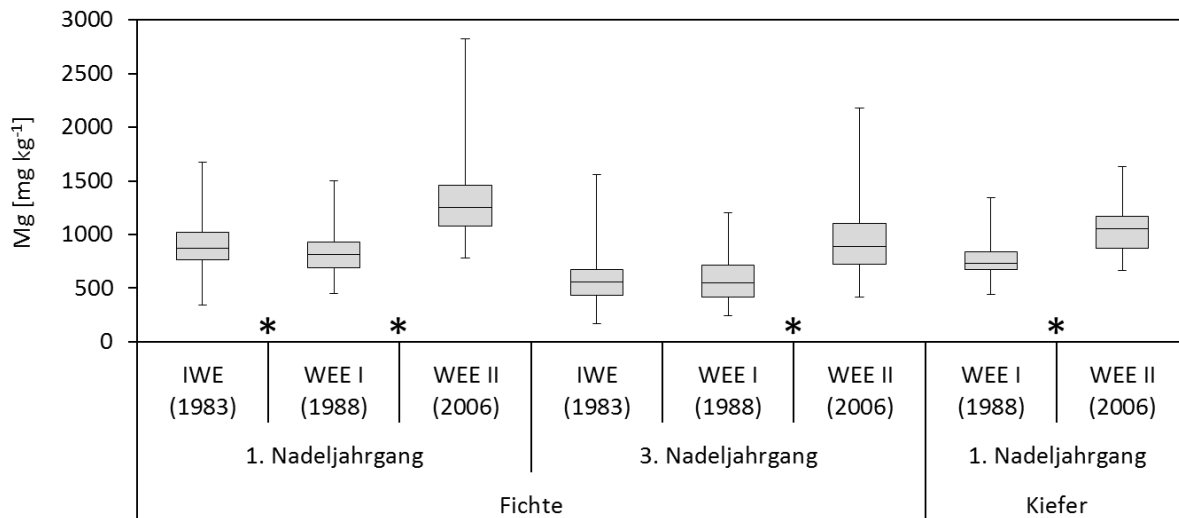 3000
2500
2000
1500
1000
500
0
Mg [mg kg⁻¹]
* * * *
IWE WEE I WEE II IWE WEE I WEE II WEE I WEE II
(1983) (1988) (2006) (1983) (1988) (2006) (1988) (2006)
1. Nadeljahrgang 3. Nadeljahrgang 1. Nadeljahrgang
Fichte Kiefer